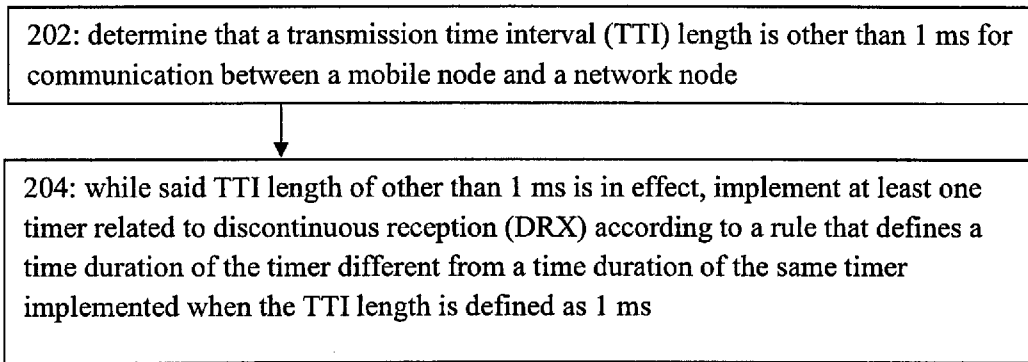 202: determine that a transmission time interval (TTI) length is other than 1 ms for
communication between a mobile node and a network node
204: while said TTI length of other than 1 ms is in effect, implement at least one
timer related to discontinuous reception (DRX) according to a rule that defines a
time duration of the timer different from a time duration of the same timer
implemented when the TTI length is defined as 1 ms